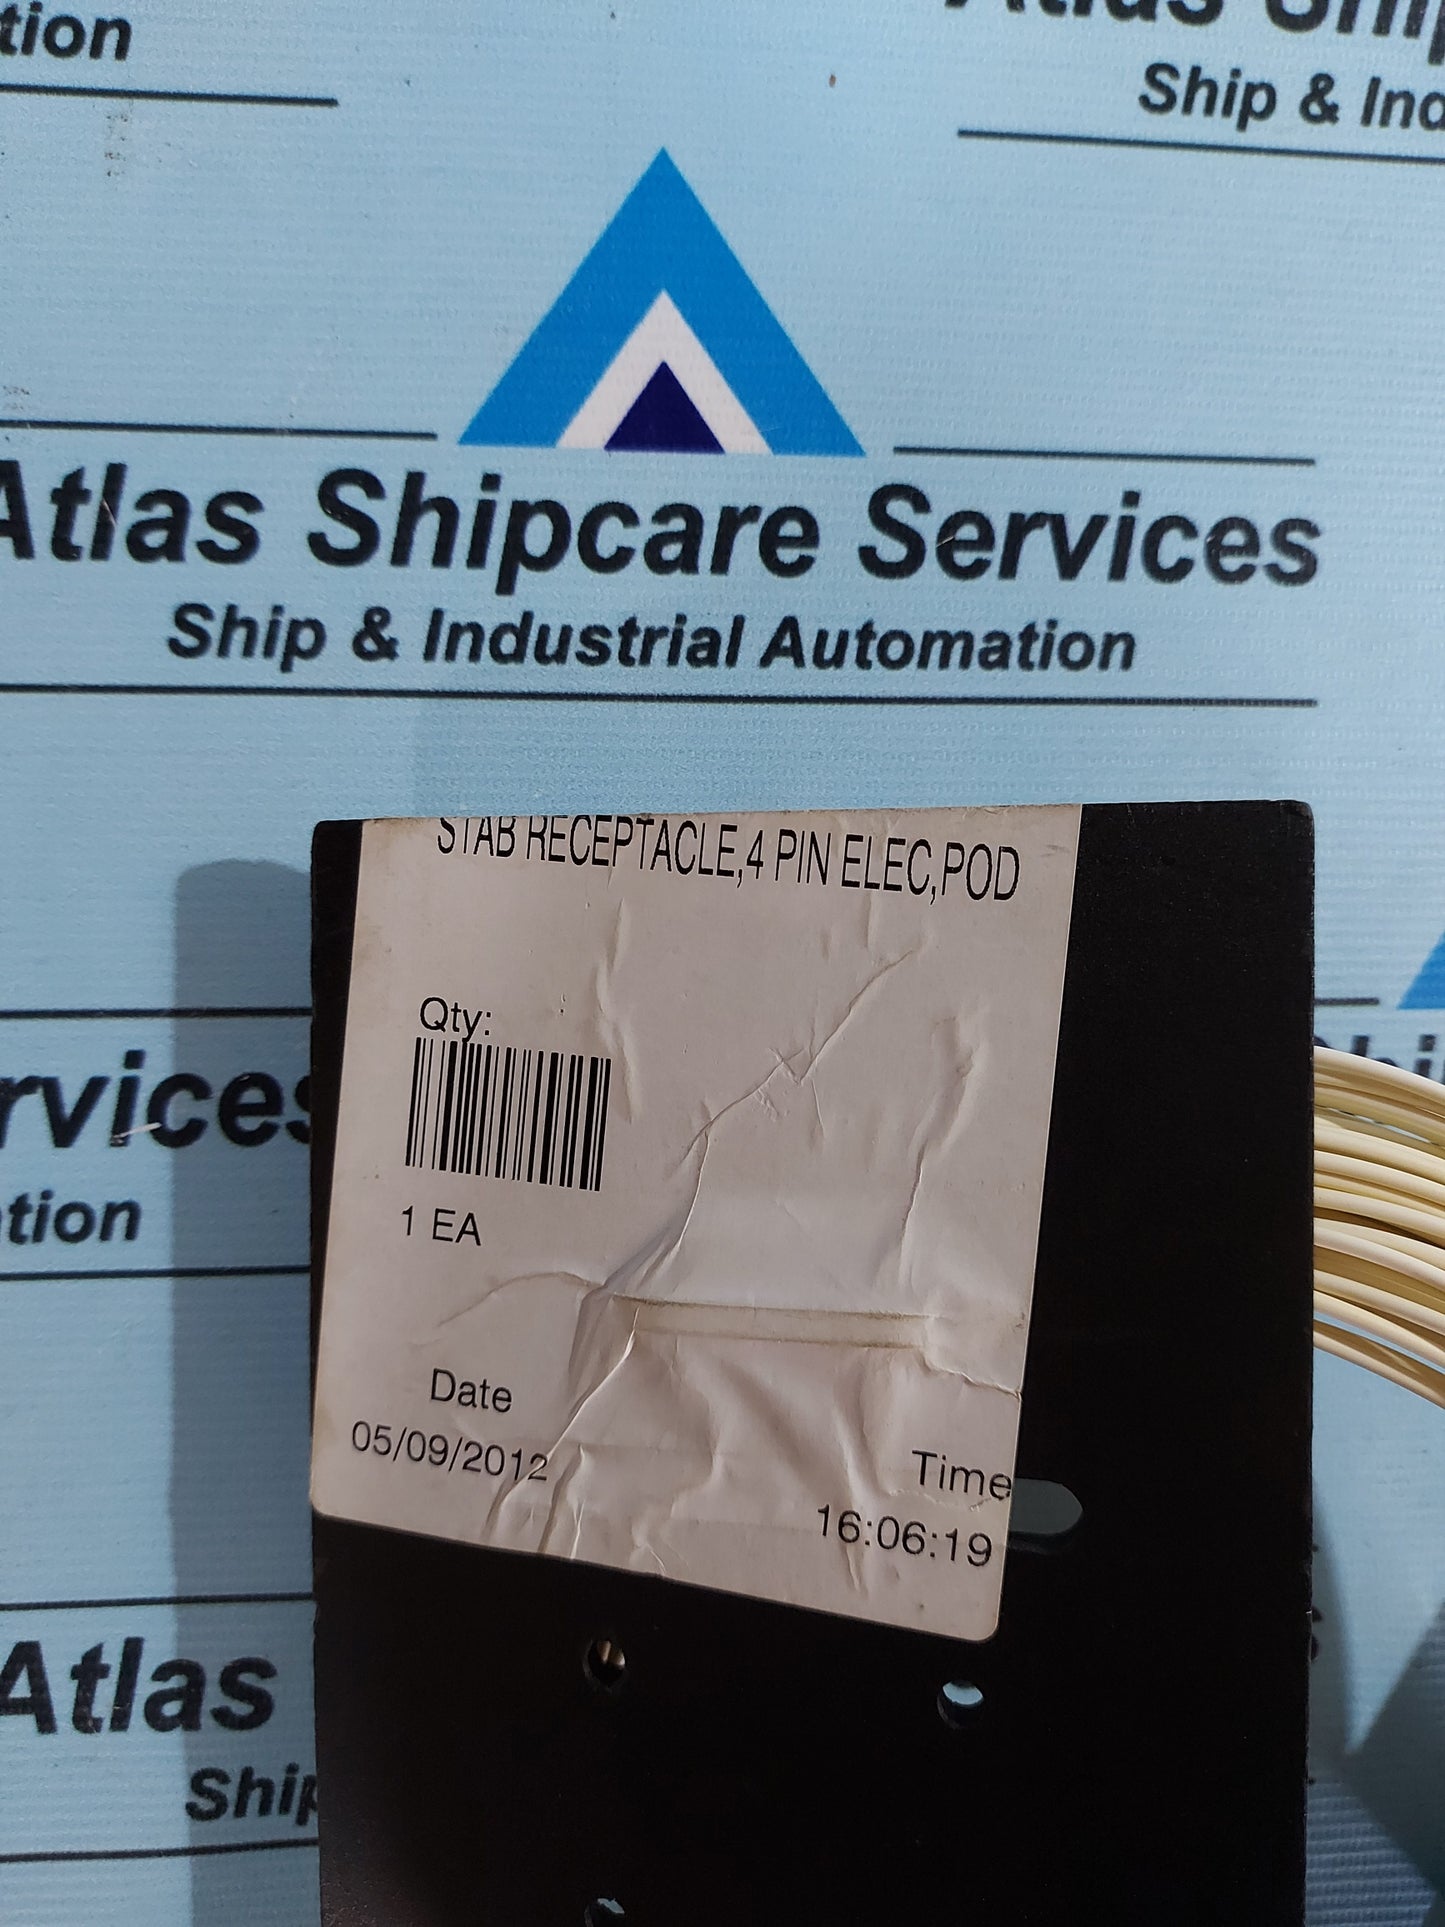 tion
Atlas Ship
Ship & Ind
Atlas Shipcare Services
Ship & Industrial Automation
STAB RECEPTACLE,4 PIN ELEC,POD
Qty:
1 EA
Date
05/09/2012
Time
16:06:19
rvices
tion
Atlas
Ship